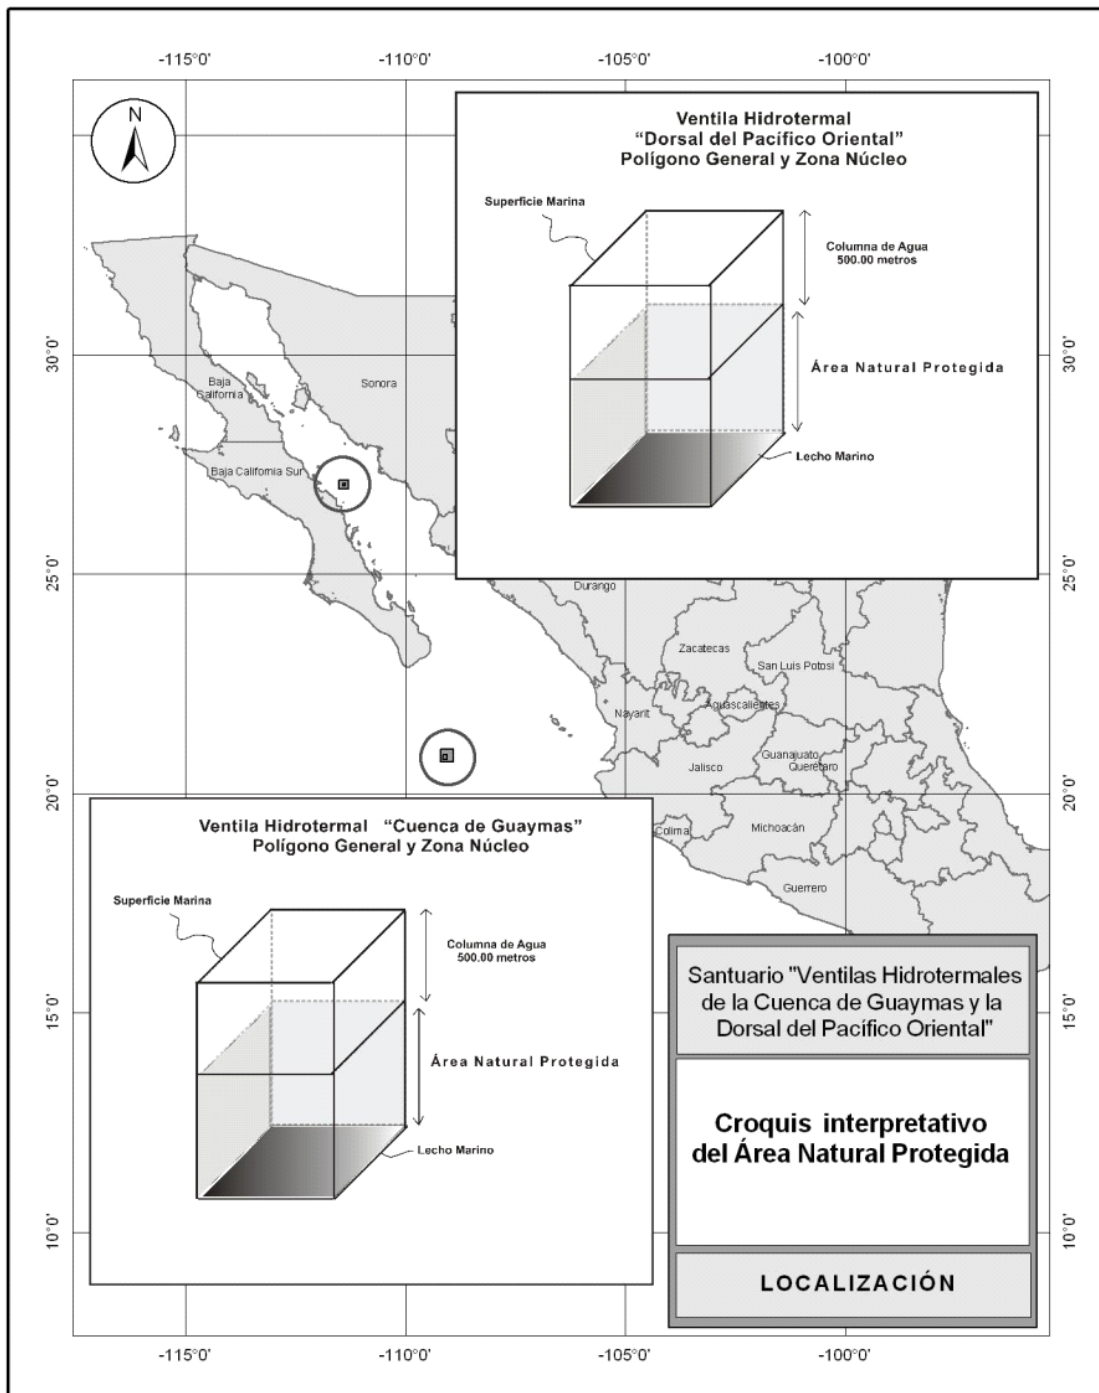 -115°0'
-110°0'
-105°0'
-100°0'
N
Ventila Hidrotermal
“Dorsal del Pacífico Oriental”
Polígono General y Zona Núcleo
Superficie Marina
Columna de Agua
500.00 metros
Área Natural Protegida
Lecho Marino
30°0'
30°0'
Baja
California
Sonora
Baja California Sur
25°0'
25°0'
Durango
Zacatecas
San Luis Potosi
Aguascalientes
Nayarit
Guanajuato
Querétaro
Jalisco
20°0'
20°0'
Colima
Michoacán
Guerrero
Ventila Hidrotermal “Cuenca de Guaymas”
Polígono General y Zona Núcleo
Superficie Marina
Columna de Agua
500.00 metros
Área Natural Protegida
Lecho Marino
15°0'
15°0'
Santuario "Ventilas Hidrotermales
de la Cuenca de Guaymas y la
Dorsal del Pacífico Oriental"
Croquis interpretativo
del Área Natural Protegida
10°0'
10°0'
LOCALIZACIÓN
-115°0'
-110°0'
-105°0'
-100°0'